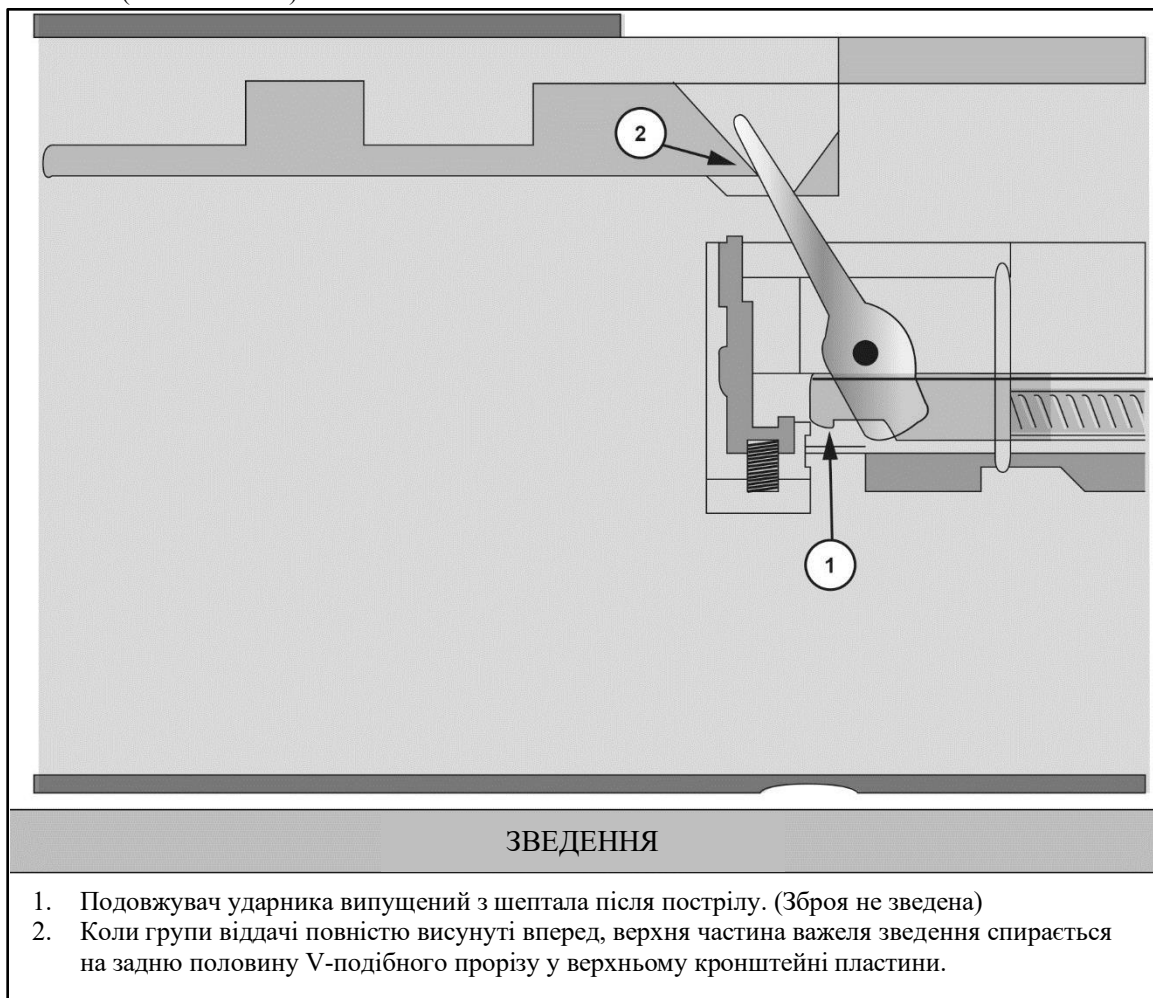 2
1
ЗВЕДЕННЯ
1. Подовжувач ударника випущений з шептала після пострілу. (Зброя не зведена)
2. Коли групи віддачі повністю висунуті вперед, верхня частина важеля зведення спирається
на задню половину V-подібного прорізу у верхньому кронштейні пластини.